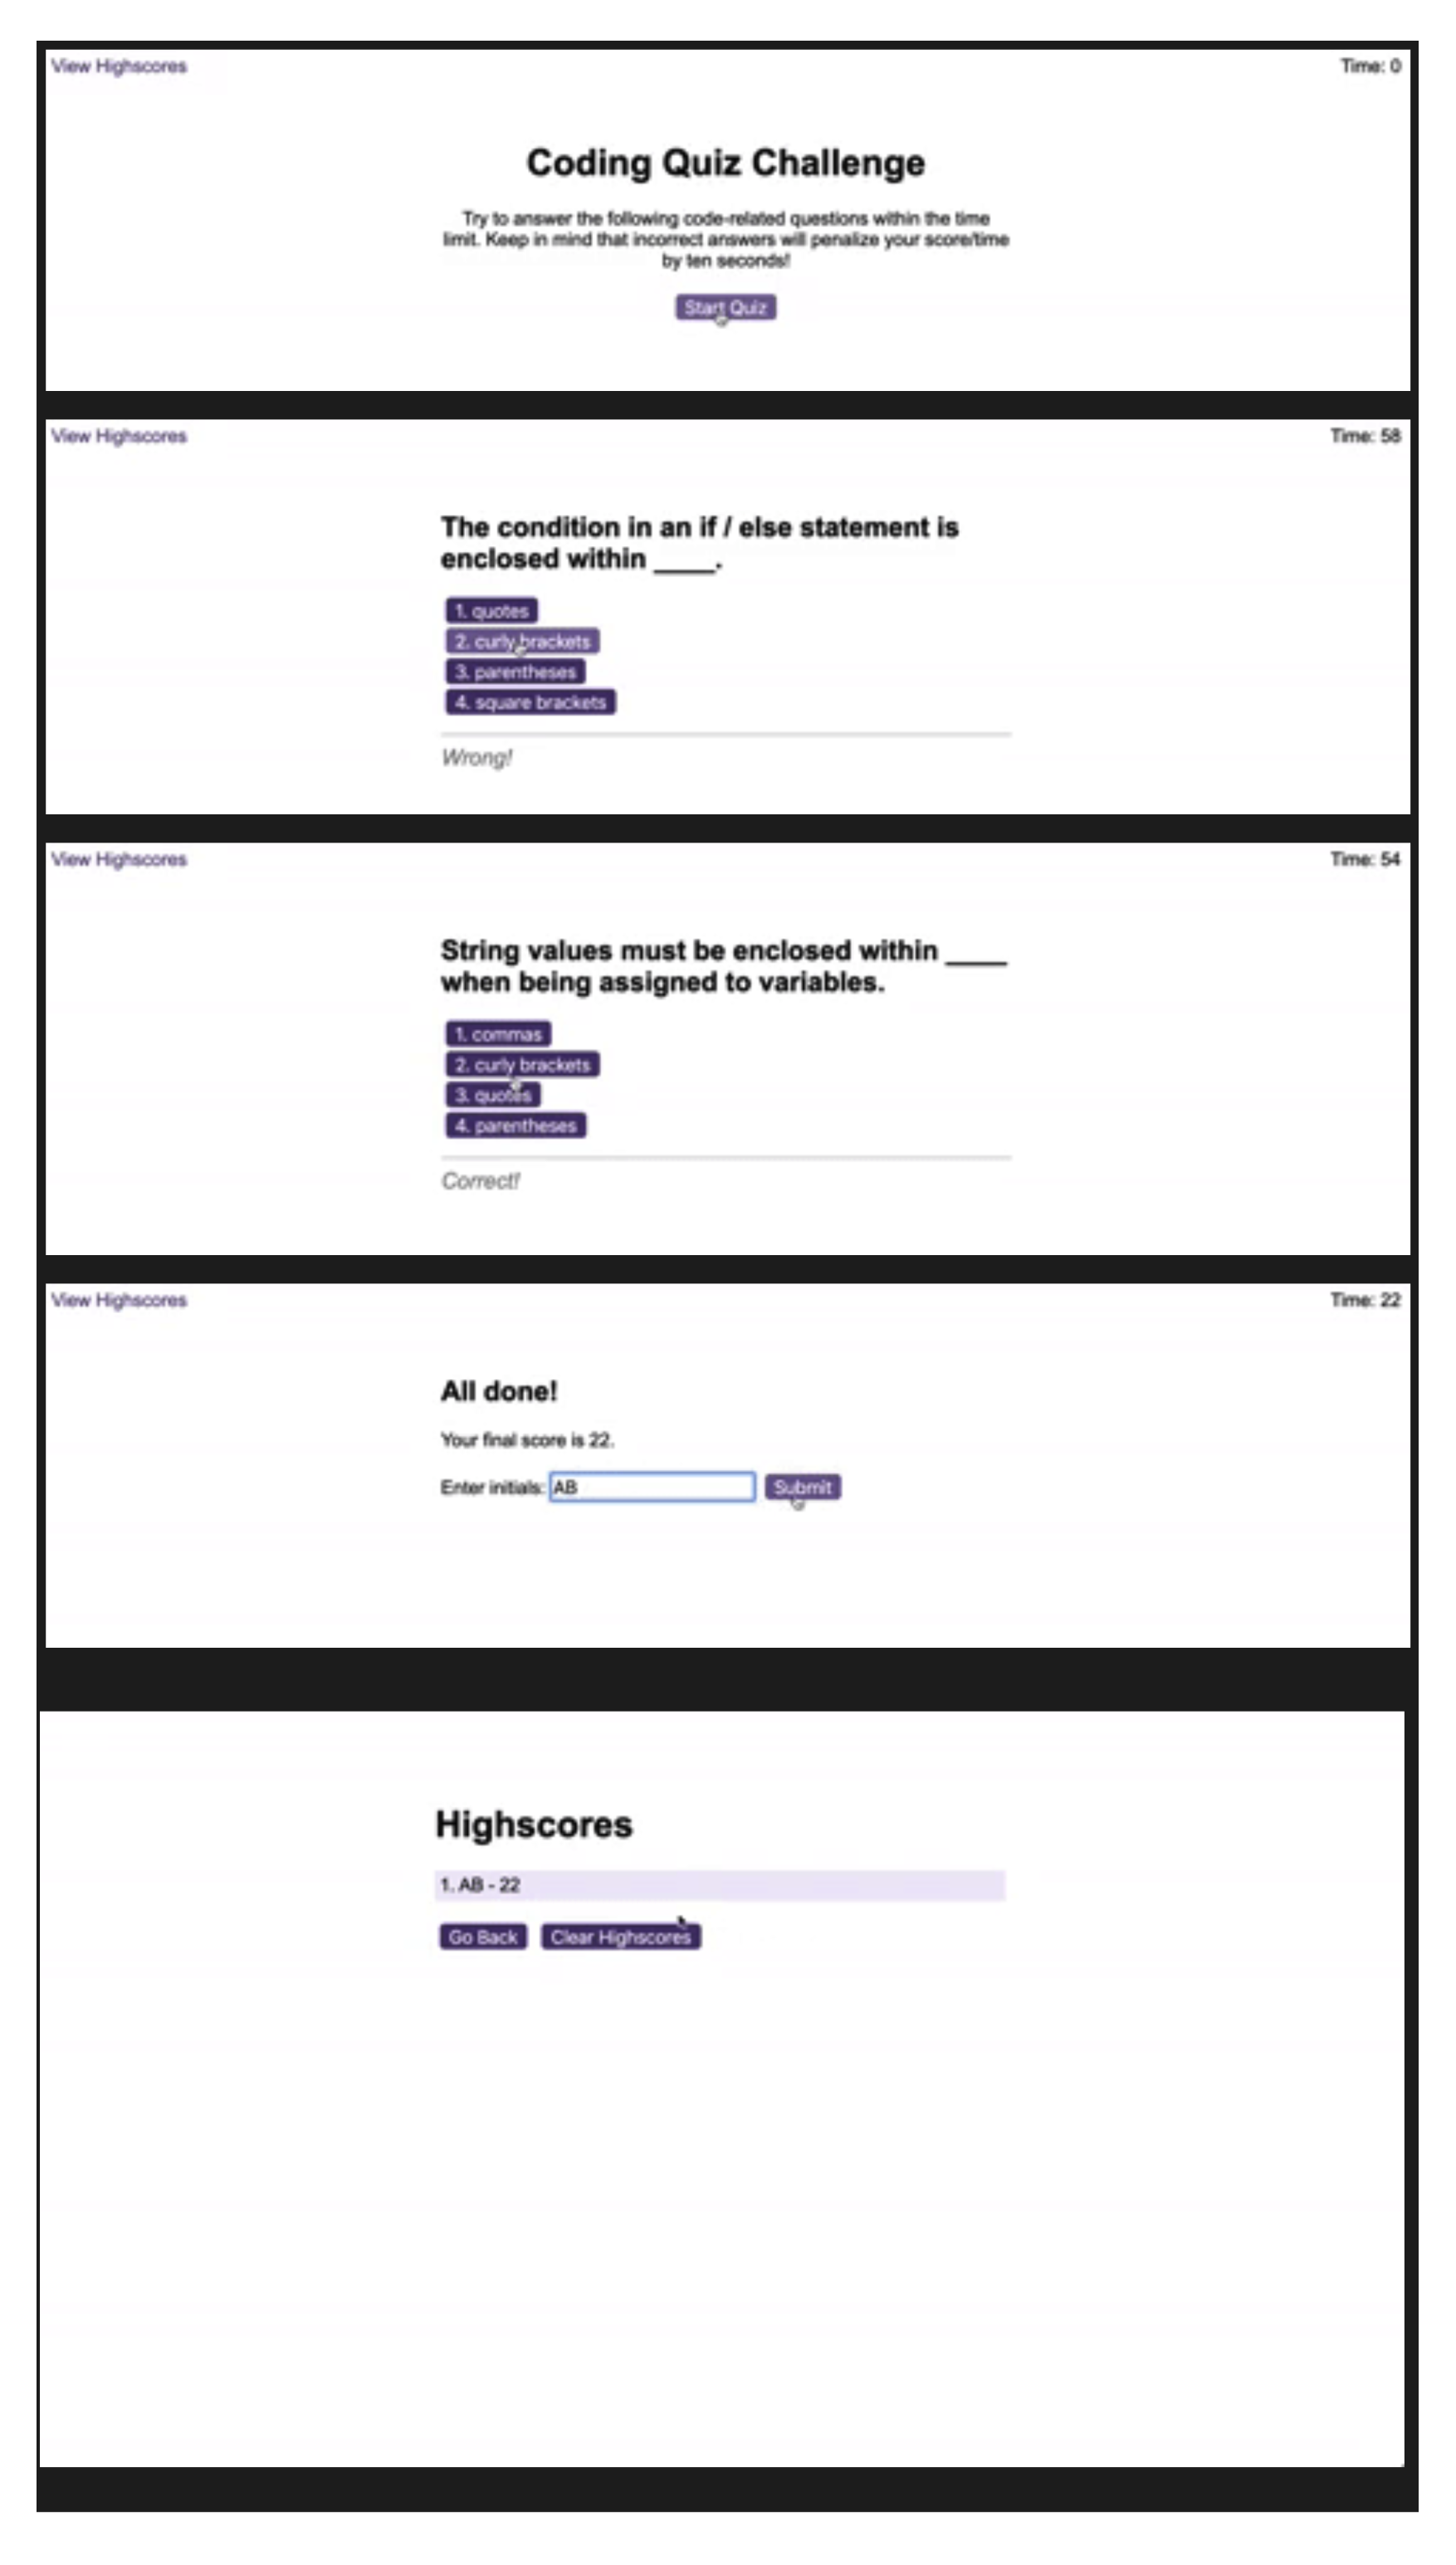 View Highscores
Time: 0
Coding Quiz Challenge
Try to answer the following code-related questions within the time
limit. Keep in mind that incorrect answers will penalize your score/time
by ten seconds!
Start Quiz
View Highscores
Time: 58
The condition in an if / else statement is
enclosed within ____.
1. quotes
2. curly brackets
3. parentheses
4. square brackets
Wrong!
View Highscores
Time: 54
String values must be enclosed within ____
when being assigned to variables.
1. commas
2. curly brackets
3. quotes
4. parentheses
Correct!
View Highscores
Time: 22
All done!
Your final score is 22.
Enter initials: AB
Submit
Highscores
1. AB - 22
Go Back
Clear Highscores